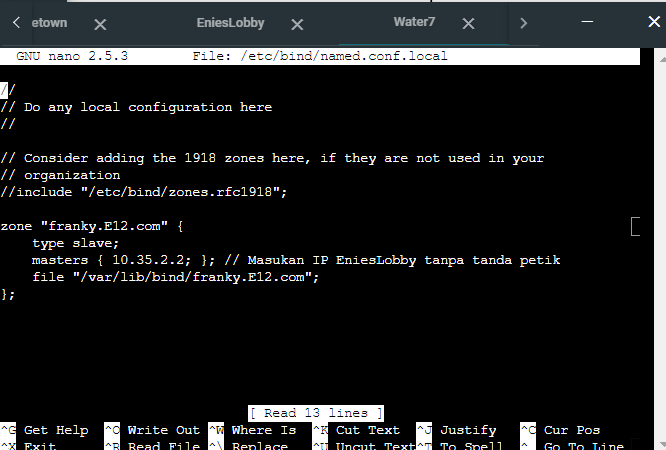 etown EniesLobby Water7
GNU nano 2.5.3 File: /etc/bind/named.conf.local
//
// Do any local configuration here
//
// Consider adding the 1918 zones here, if they are not used in your
// organization
//include "/etc/bind/zones.rfc1918";
zone "franky.E12.com" {
    type slave;
    masters { 10.35.2.2; }; // Masukan IP EniesLobby tanpa tanda petik
    file "/var/lib/bind/franky.E12.com";
};
[ Read 13 lines ]
^G Get Help ^O Write Out ^W Where Is ^K Cut Text ^J Justify ^C Cur Pos
^X Exit ^R Read File ^\ Replace ^U Uncut Text ^T To Spell ^_ Go To Line